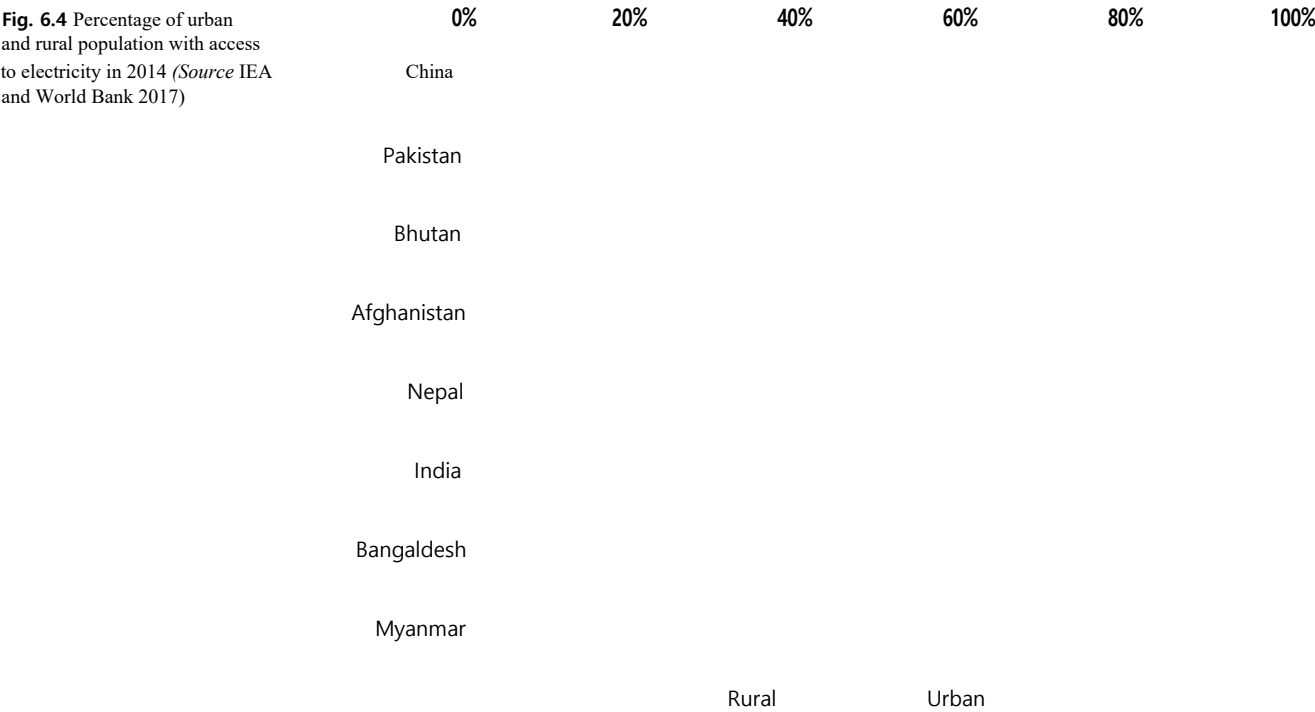 Fig. 6.4 Percentage of urban
and rural population with access
to electricity in 2014 (Source IEA
and World Bank 2017)
0% 20% 40% 60% 80% 100%
China
Pakistan
Bhutan
Afghanistan
Nepal
India
Bangaldesh
Myanmar
Rural Urban